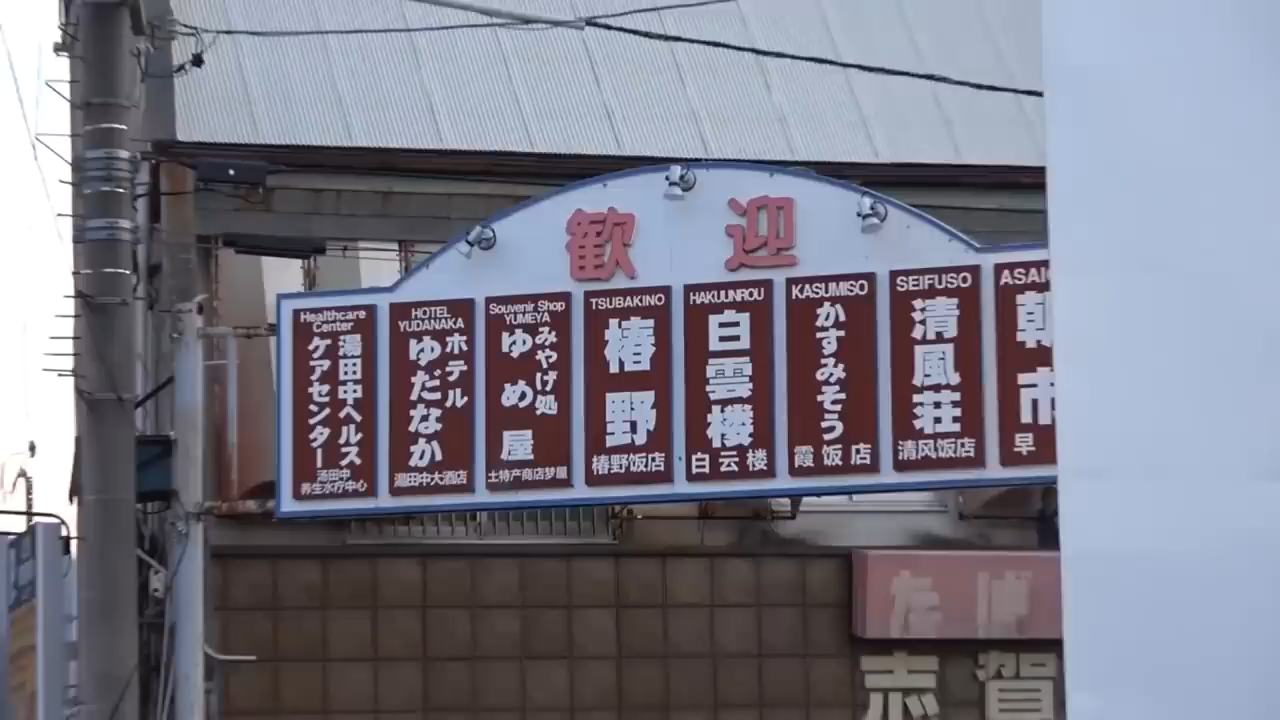 歓迎
Healthcare
Center
湯田中ヘルス
ケアセンター
汤田中
养生水疗中心
HOTEL
YUDANAKA
ホテル
ゆだなか
湯田中大酒店
Souvenir Shop
YUMEYA
みやげ処
ゆめ屋
土特产商店梦屋
TSUBAKINO
椿野
椿野饭店
HAKUUNROU
白雲楼
白云楼
KASUMISO
かすみそう
霞饭店
SEIFUSO
清風荘
清风饭店
朝市
早
たば
志賀